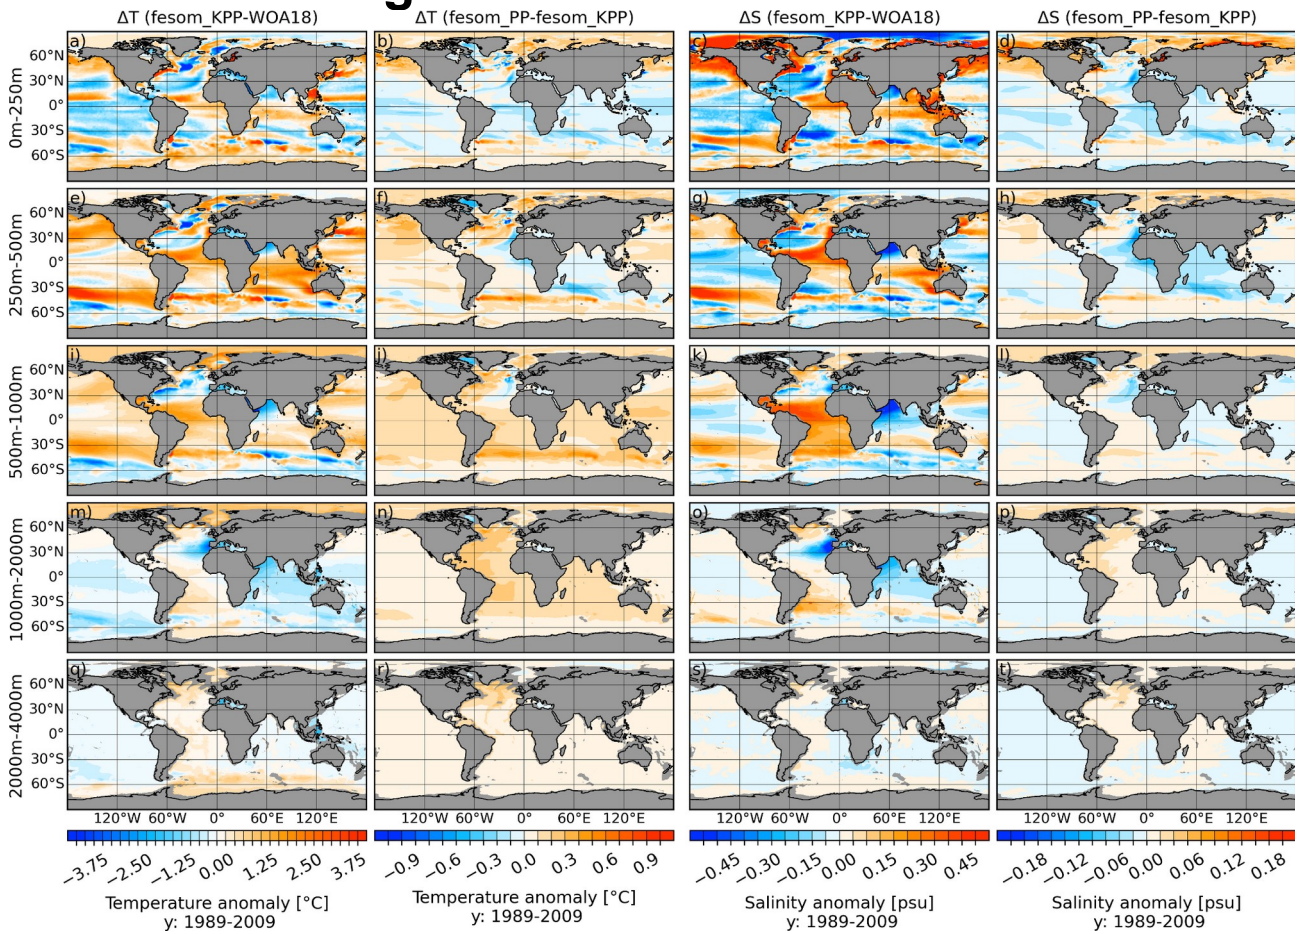 g
ΔT (fesom_KPP-WOA18) ΔT (fesom_PP-fesom_KPP) ΔS (fesom_KPP-WOA18) ΔS (fesom_PP-fesom_KPP)
0m-250m
60°N
30°N
0°
30°S
60°S
a) b) c) d)
250m-500m
60°N
30°N
0°
30°S
60°S
e) f) g) h)
500m-1000m
60°N
30°N
0°
30°S
60°S
i) j) k) l)
1000m-2000m
60°N
30°N
0°
30°S
60°S
m) n) o) p)
2000m-4000m
60°N
30°N
0°
30°S
60°S
q) r) s) t)
120°W 60°W 0° 60°E 120°E 120°W 60°W 0° 60°E 120°E 120°W 60°W 0° 60°E 120°E 120°W 60°W 0° 60°E 120°E
−3.75 −2.50 −1.25 0.00 1.25 2.50 3.75 −0.9 −0.6 −0.3 0.0 0.3 0.6 0.9 −0.45 −0.30 −0.15 0.00 0.15 0.30 0.45 −0.18 −0.12 −0.06 0.00 0.06 0.12 0.18
Temperature anomaly [°C] Temperature anomaly [°C] Salinity anomaly [psu] Salinity anomaly [psu]
y: 1989-2009 y: 1989-2009 y: 1989-2009 y: 1989-2009